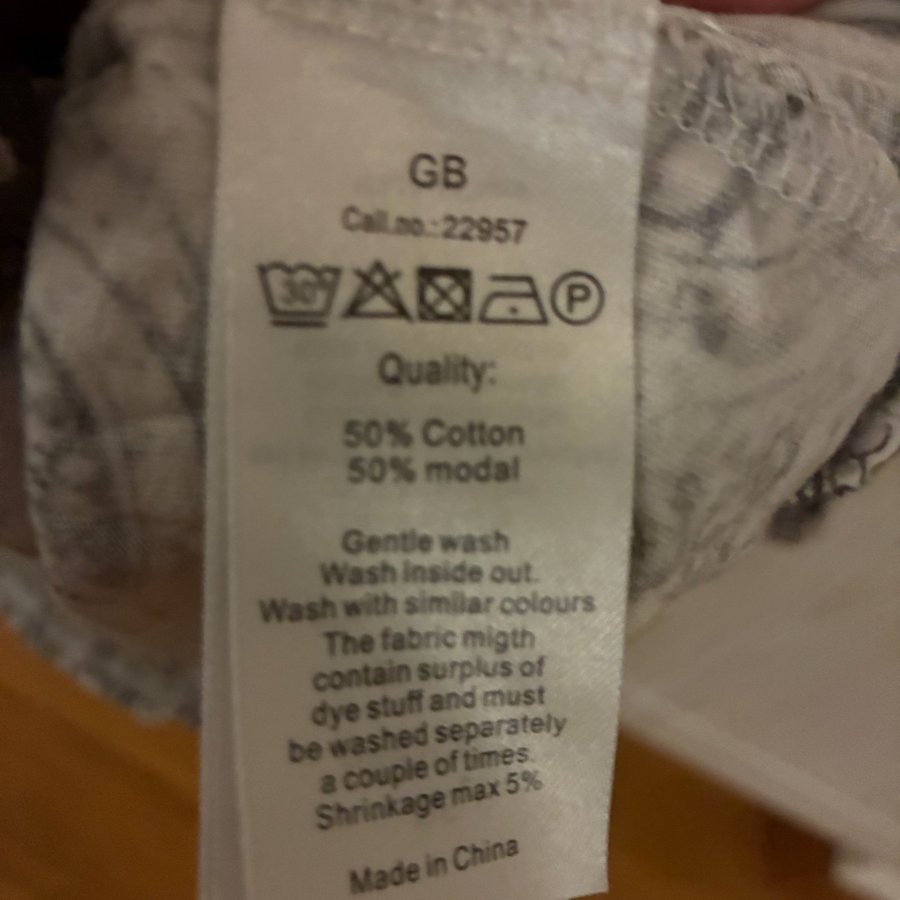 GB
Call.no.:22957
30°
P
Quality:
50% Cotton
50% modal
Gentle wash
Wash inside out.
Wash with similar colours
The fabric migth
contain surplus of
dye stuff and must
be washed separately
a couple of times.
Shrinkage max 5%
Made in China